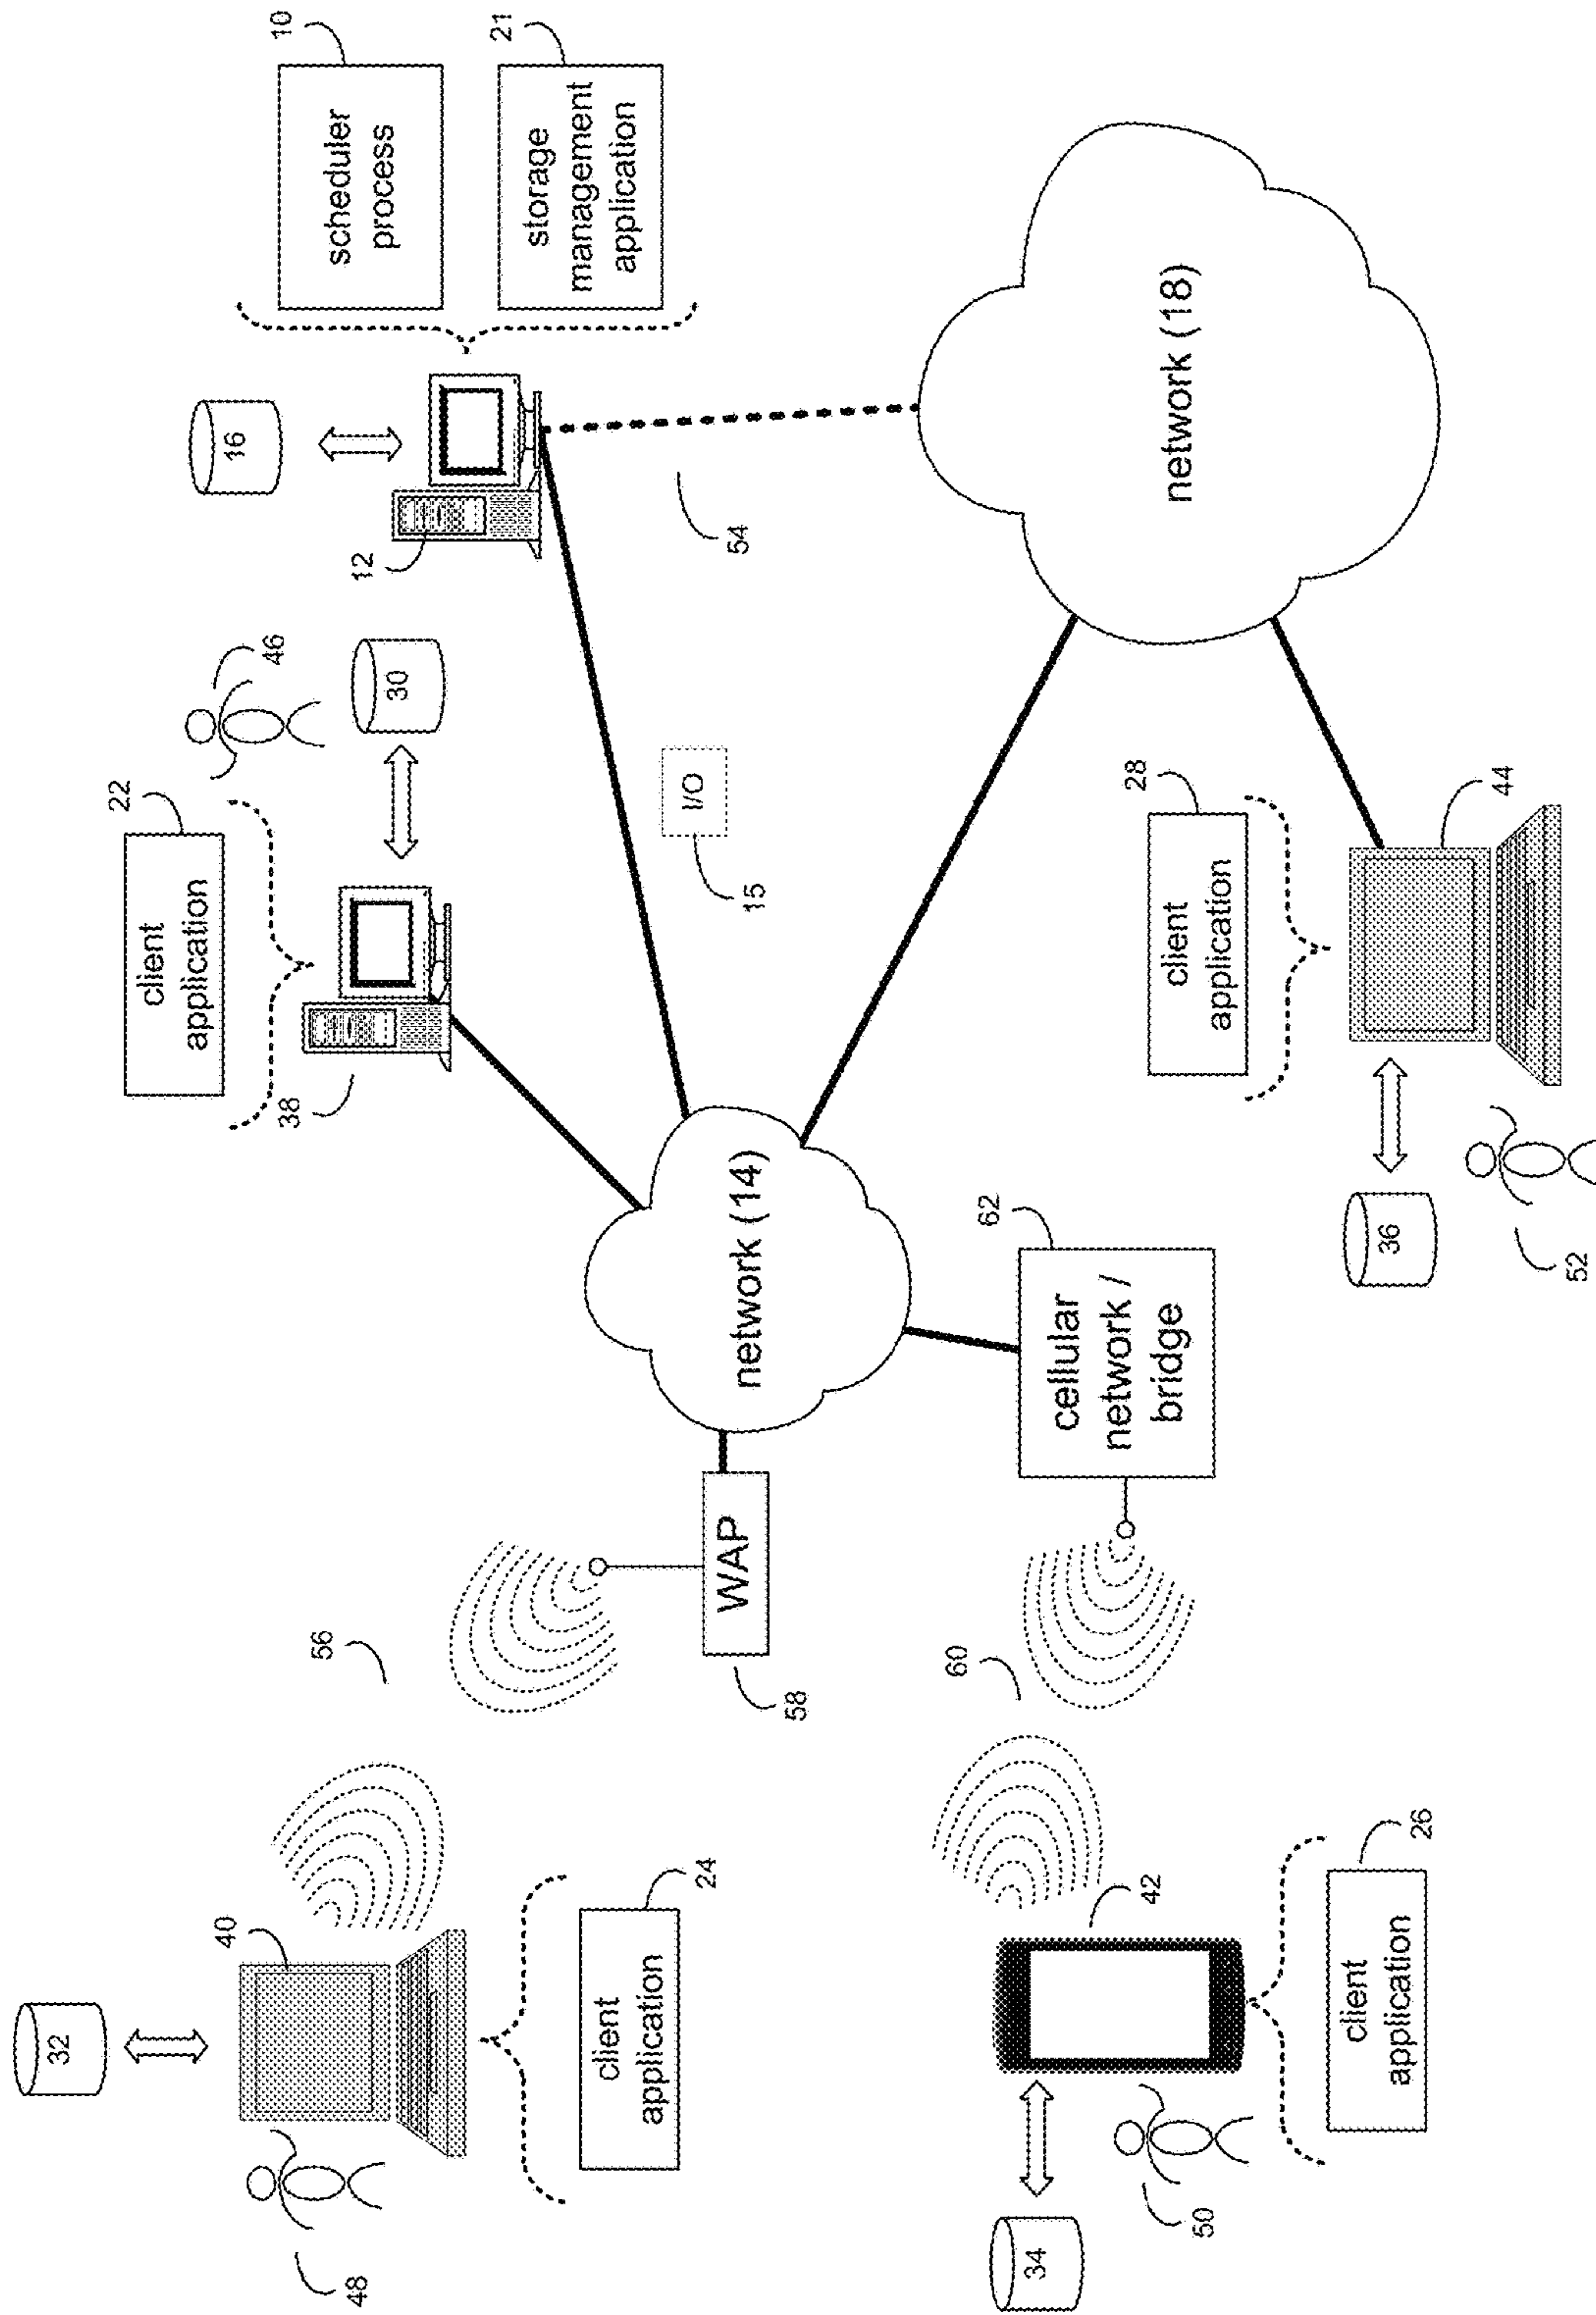 32
48
40
client
application
24
56
WAP
58
client
application
22
38
46
30
16
12
scheduler
process
10
storage
management
application
21
54
I/O
15
network (14)
network (18)
cellular
network /
bridge
62
60
34
50
42
client
application
26
client
application
28
44
36
52